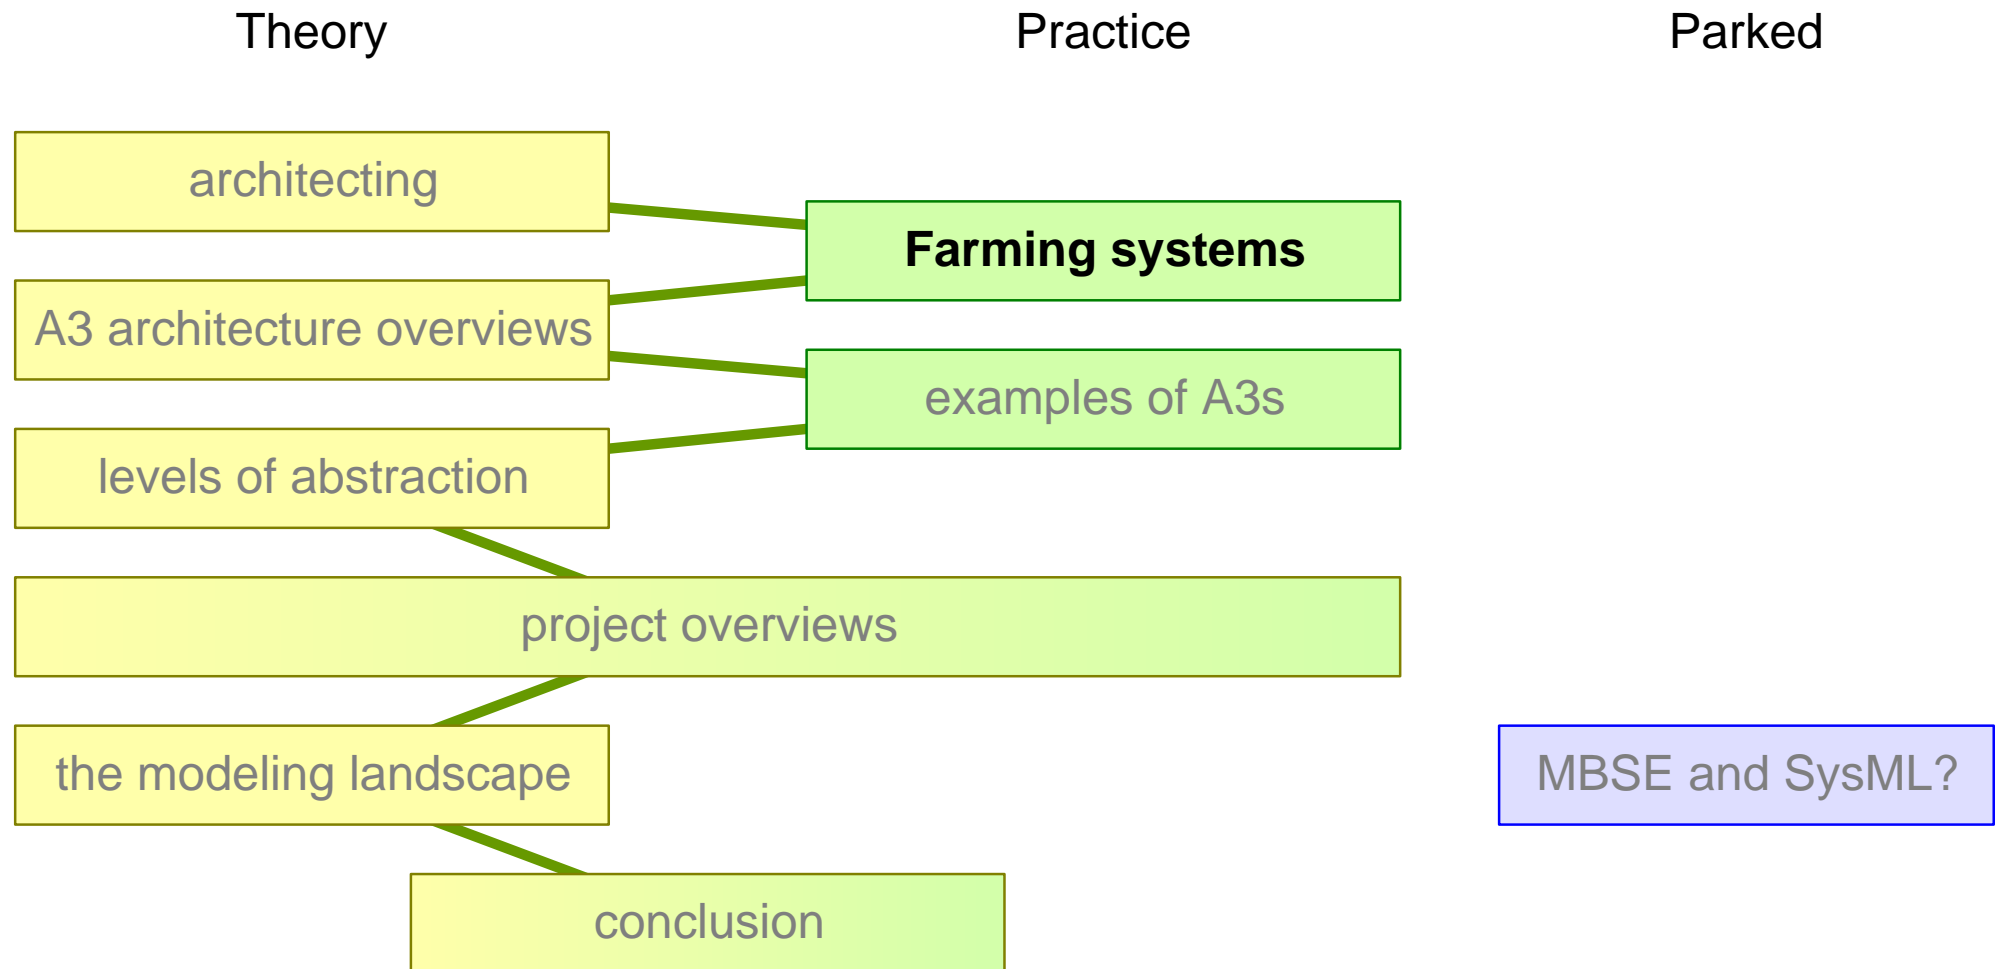 Theory
Practice
Parked
architecting
Farming systems
A3 architecture overviews
examples of A3s
levels of abstraction
project overviews
the modeling landscape
MBSE and SysML?
conclusion